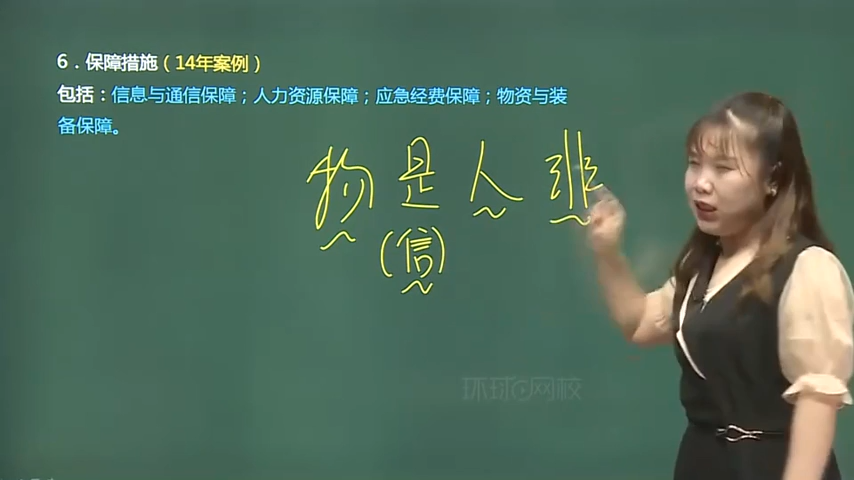 6．保障措施（14年案例）
包括：信息与通信保障；人力资源保障；应急经费保障；物资与装
备保障。
物是人非
（信）
环球网校